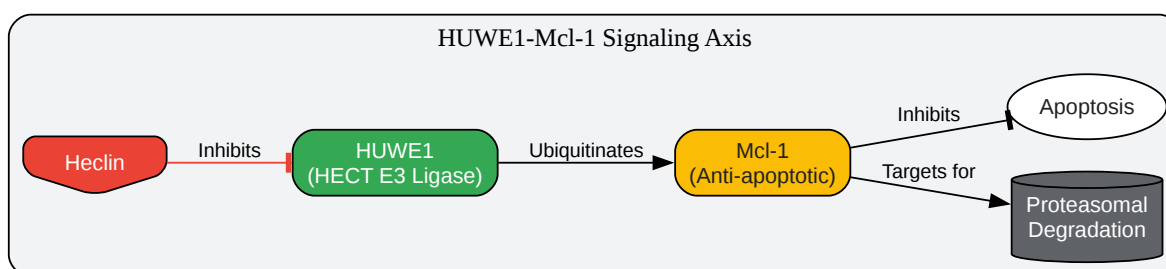 HUWE1-Mcl-1 Signaling Axis
Heclin
Inhibits
HUWE1
(HECT E3 Ligase)
Ubiquitinates
Mcl-1
(Anti-apoptotic)
Inhibits
Apoptosis
Targets for
Proteasomal
Degradation